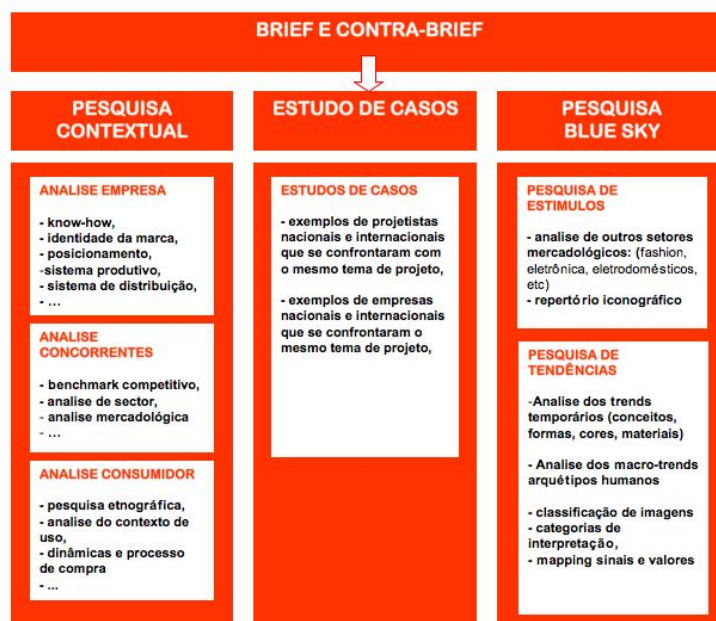 BRIEF E CONTRA-BRIEF
PESQUISA
CONTEXTUAL
ANALISE EMPRESA
- know-how,
- identidade da marca,
- posicionamento,
-sistema produtivo,
- sistema de distribuição,
- ...
ANALISE
CONCORRENTES
- benchmark competitivo,
- analise de sector,
- analise mercadológica
- ...
ANALISE CONSUMIDOR
- pesquisa etnográfica,
- analise do contexto de
uso,
- dinâmicas e processo
de compra
- ...
ESTUDO DE CASOS
ESTUDOS DE CASOS
- exemplos de projetistas
nacionais e internacionais
que se confrontaram com
o mesmo tema de projeto,
- exemplos de empresas
nacionais e internacionais
que se confrontaram o
mesmo tema de projeto,
PESQUISA
BLUE SKY
PESQUISA DE
ESTIMULOS
- analise de outros setores
mercadológicos: (fashion,
eletrônica, eletrodomésticos,
etc)
- repertório iconográfico
PESQUISA DE
TENDÊNCIAS
-Analise dos trends
temporários (conceitos,
formas, cores, materiais)
- Analise dos macro-trends
arquétipos humanos
- classificação de imagens
- categorias de
interpretação,
- mapping sinais e valores